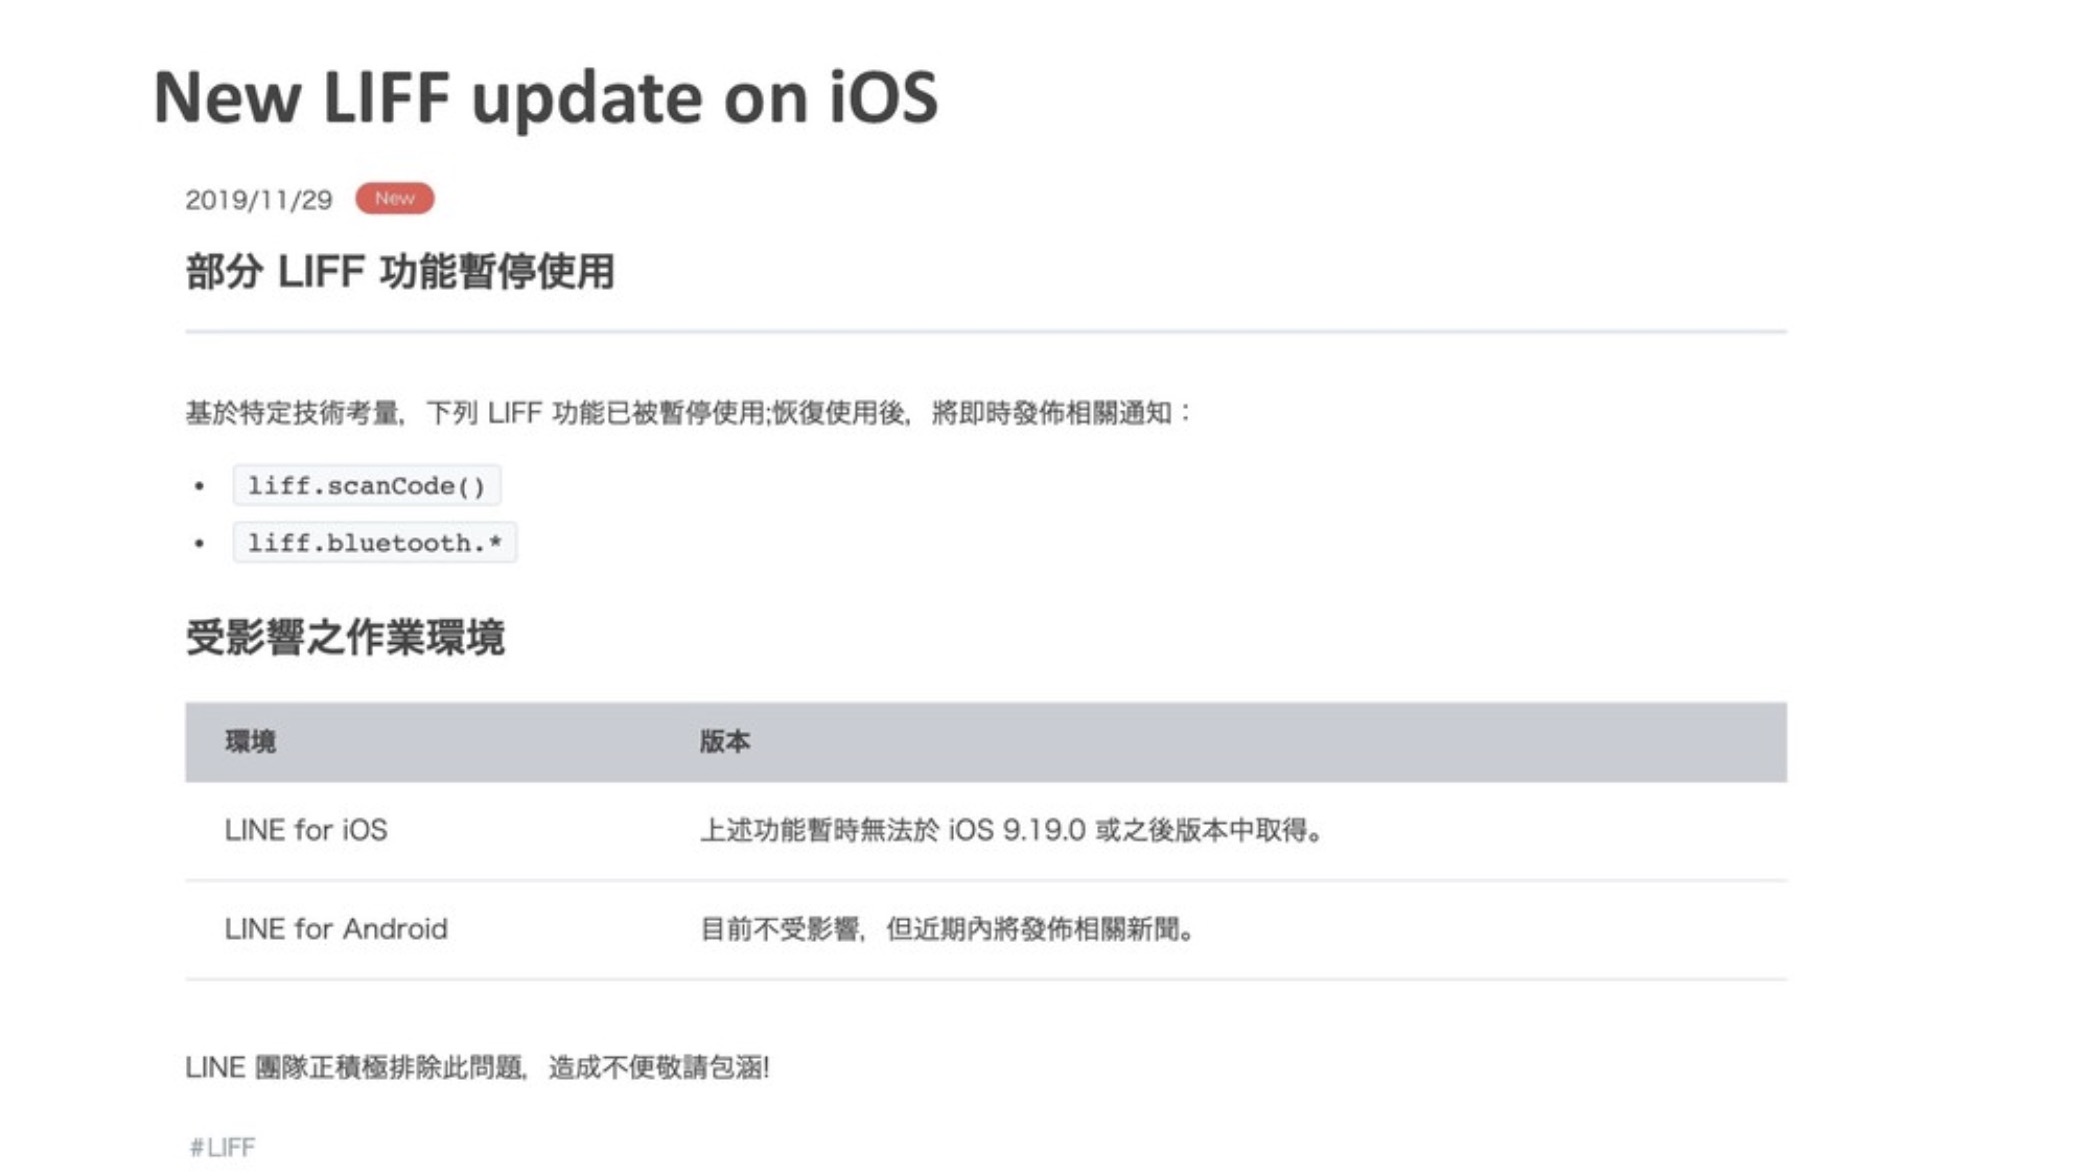 New LIFF update on iOS
2019/11/29 New
部分 LIFF 功能暫停使用
基於特定技術考量，下列 LIFF 功能已被暫停使用;恢復使用後，將即時發佈相關通知：
• liff.scanCode()
• liff.bluetooth.*
受影響之作業環境
環境 版本
LINE for iOS 上述功能暫時無法於 iOS 9.19.0 或之後版本中取得。
LINE for Android 目前不受影響，但近期內將發佈相關新聞。
LINE 團隊正積極排除此問題，造成不便敬請包涵!
#LIFF